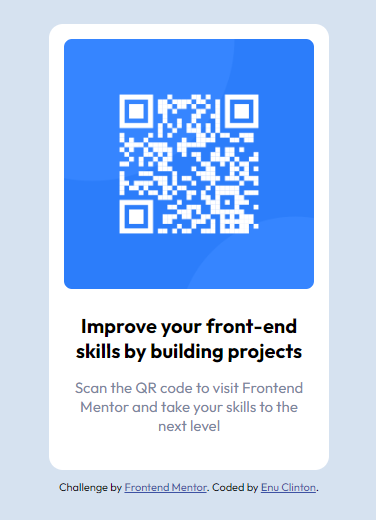 Improve your front-end
skills by building projects
Scan the QR code to visit Frontend
Mentor and take your skills to the
next level
Challenge by Frontend Mentor. Coded by Enu Clinton.